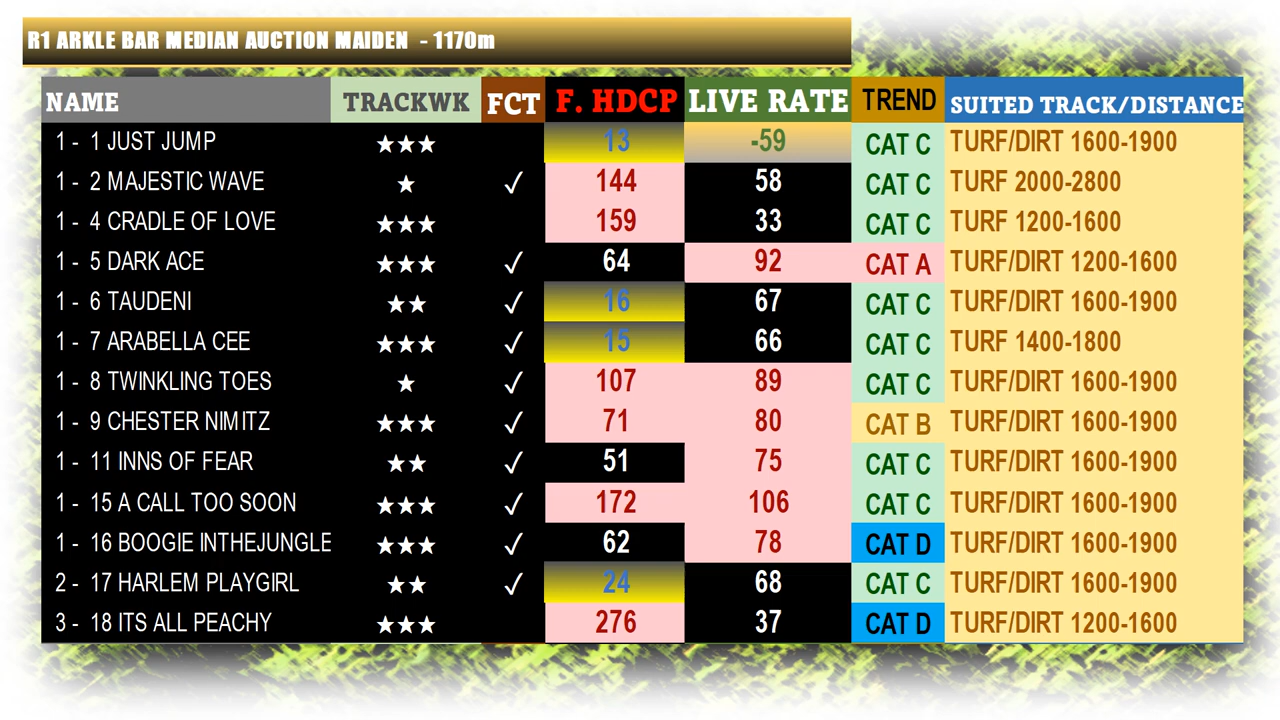 R1 ARKLE BAR MEDIAN AUCTION MAIDEN - 1170m
NAME TRACKWK FCT F. HDCP LIVE RATE TREND SUITED TRACK/DISTANCE
1 - 1 JUST JUMP ★★★ 13 -59 CAT C TURF/DIRT 1600-1900
1 - 2 MAJESTIC WAVE ★ ✓ 144 58 CAT C TURF 2000-2800
1 - 4 CRADLE OF LOVE ★★★ 159 33 CAT C TURF 1200-1600
1 - 5 DARK ACE ★★★ ✓ 64 92 CAT A TURF/DIRT 1200-1600
1 - 6 TAUDENI ★★ ✓ 16 67 CAT C TURF/DIRT 1600-1900
1 - 7 ARABELLA CEE ★★★ ✓ 15 66 CAT C TURF 1400-1800
1 - 8 TWINKLING TOES ★ ✓ 107 89 CAT C TURF/DIRT 1600-1900
1 - 9 CHESTER NIMITZ ★★★ ✓ 71 80 CAT B TURF/DIRT 1600-1900
1 - 11 INNS OF FEAR ★★ ✓ 51 75 CAT C TURF/DIRT 1600-1900
1 - 15 A CALL TOO SOON ★★★ ✓ 172 106 CAT C TURF/DIRT 1600-1900
1 - 16 BOOGIE INTHEJUNGLE ★★★ ✓ 62 78 CAT D TURF/DIRT 1600-1900
2 - 17 HARLEM PLAYGIRL ★★ ✓ 24 68 CAT C TURF/DIRT 1600-1900
3 - 18 ITS ALL PEACHY ★★★ 276 37 CAT D TURF/DIRT 1200-1600